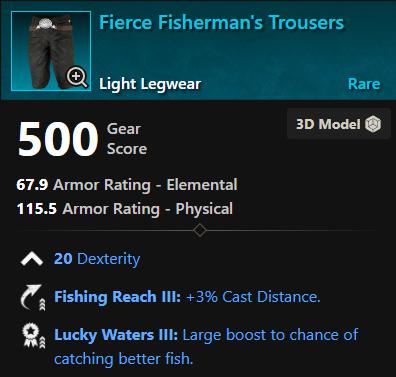 Fierce Fisherman's Trousers
Light Legwear Rare
500 Gear Score
3D Model
67.9 Armor Rating - Elemental
115.5 Armor Rating - Physical
20 Dexterity
Fishing Reach III: +3% Cast Distance.
Lucky Waters III: Large boost to chance of
catching better fish.